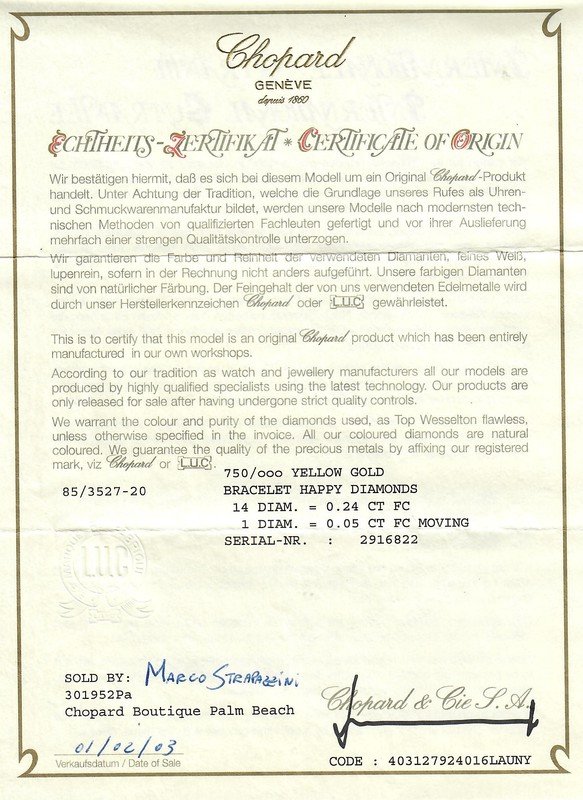 Chopard
GENÈVE
depuis 1860
ECHTHEITS-ZERTIFIKAT * CERTIFICATE OF ORIGIN
Wir bestätigen hiermit, daß es sich bei diesem Modell um ein Original Chopard-Produkt
handelt. Unter Achtung der Tradition, welche die Grundlage unseres Rufes als Uhren-
und Schmuckwarenmanufaktur bildet, werden unsere Modelle nach modernsten tech-
nischen Methoden von qualifizierten Fachleuten gefertigt und vor ihrer Auslieferung
mehrfach einer strengen Qualitätskontrolle unterzogen.
Wir garantieren die Farbe und Reinheit der verwendeten Diamanten, feines Weiß,
lupenrein, sofern in der Rechnung nicht anders aufgeführt. Unsere farbigen Diamanten
sind von natürlicher Färbung. Der Feingehalt der von uns verwendeten Edelmetalle wird
durch unser Herstellerkennzeichen Chopard oder L.U.C gewährleistet.
This is to certify that this model is an original Chopard product which has been entirely
manufactured in our own workshops.
According to our tradition as watch and jewellery manufacturers all our models are
produced by highly qualified specialists using the latest technology. Our products are
only released for sale after having undergone strict quality controls.
We warrant the colour and purity of the diamonds used, as Top Wesselton flawless,
unless otherwise specified in the invoice. All our coloured diamonds are natural
coloured. We guarantee the quality of the precious metals by affixing our registered
mark, viz Chopard or L.U.C.
750/ooo YELLOW GOLD
85/3527-20 BRACELET HAPPY DIAMONDS
14 DIAM. = 0.24 CT FC
1 DIAM. = 0.05 CT FC MOVING
SERIAL-NR. : 2916822
LUC
SOLD BY: MARCO STRAPAZZINI
301952Pa
Chopard Boutique Palm Beach
Chopard & Cie S.A.
01/02/03
Verkaufsdatum / Date of Sale
CODE : 403127924016LAUNY